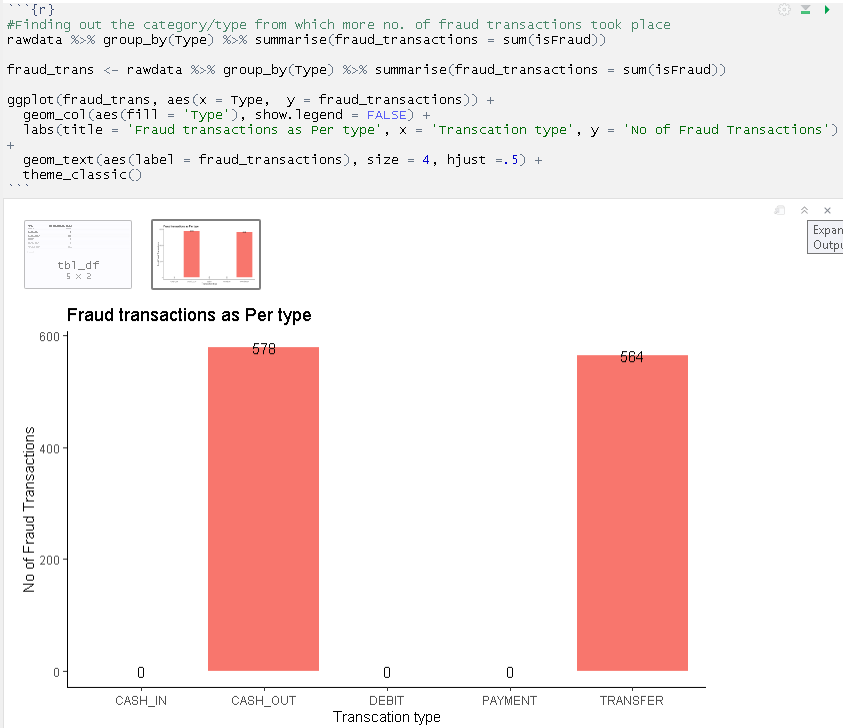 ```{r}
#Finding out the category/type from which more no. of fraud transactions took place
rawdata %>% group_by(Type) %>% summarise(fraud_transactions = sum(isFraud))
fraud_trans <- rawdata %>% group_by(Type) %>% summarise(fraud_transactions = sum(isFraud))
ggplot(fraud_trans, aes(x = Type,  y = fraud_transactions)) +
  geom_col(aes(fill = 'Type'), show.legend = FALSE) +
  labs(title = 'Fraud transactions as Per type', x = 'Transcation type', y = 'No of Fraud Transactions')
+
  geom_text(aes(label = fraud_transactions), size = 4, hjust =.5) +
  theme_classic()
```
Expan
Outpu
tbl_df
5 x 2
Fraud transactions as Per type
No of Fraud Transactions
600
400
200
0
0
578
0
0
564
CASH_IN
CASH_OUT
DEBIT
PAYMENT
TRANSFER
Transcation type